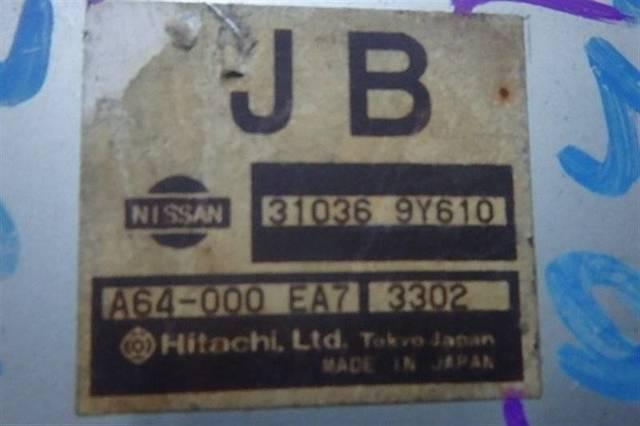 JB
NISSAN 31036 9Y610
A64-000 EA7 3302
Hitachi, Ltd. Tokyo Japan
MADE IN JAPAN